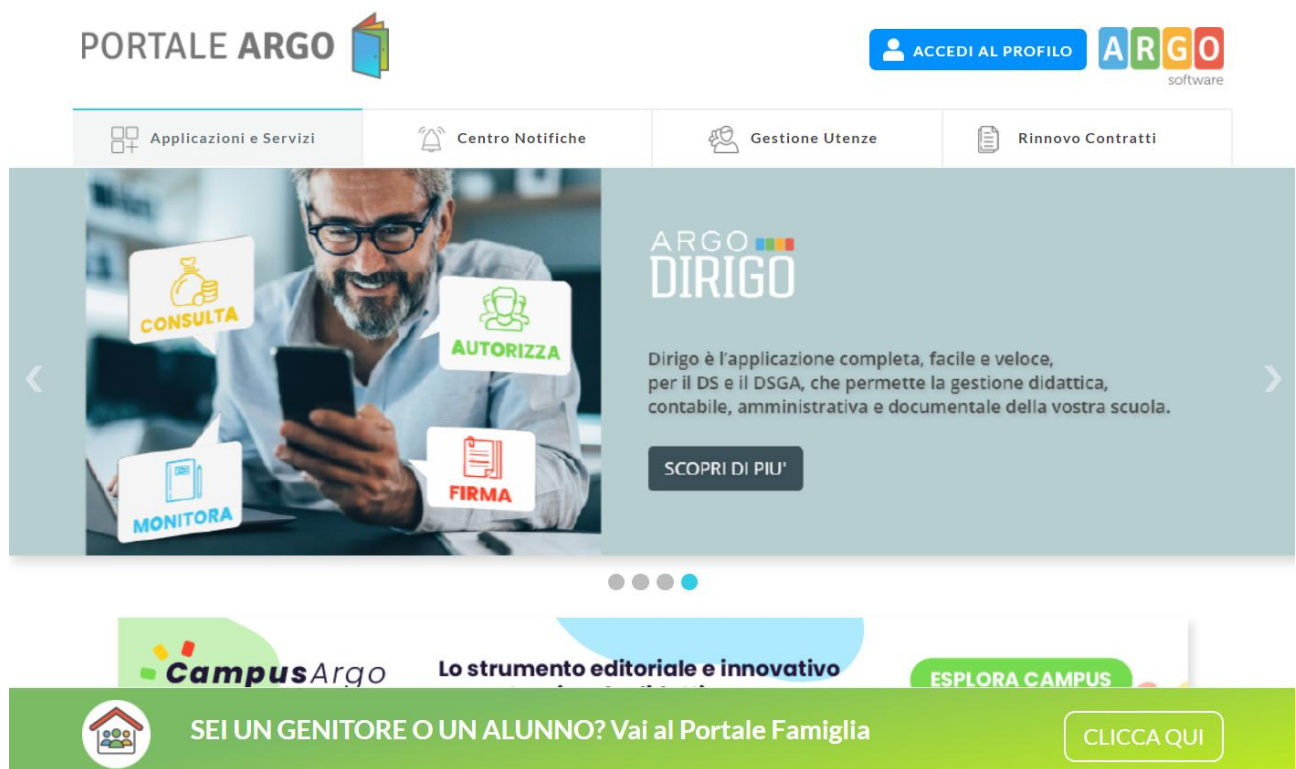 PORTALE ARGO
ACCEDI AL PROFILO
ARGO
software
Applicazioni e Servizi
Centro Notifiche
Gestione Utenze
Rinnovo Contratti
CONSULTA
AUTORIZZA
MONITORA
FIRMA
ARGO
DIRIGO
Dirigo è l'applicazione completa, facile e veloce,
per il DS e il DSGA, che permette la gestione didattica,
contabile, amministrativa e documentale della vostra scuola.
SCOPRI DI PIU'
CampusArgo
Lo strumento editoriale e innovativo
ESPLORA CAMPUS
SEI UN GENITORE O UN ALUNNO? Vai al Portale Famiglia
CLICCA QUI